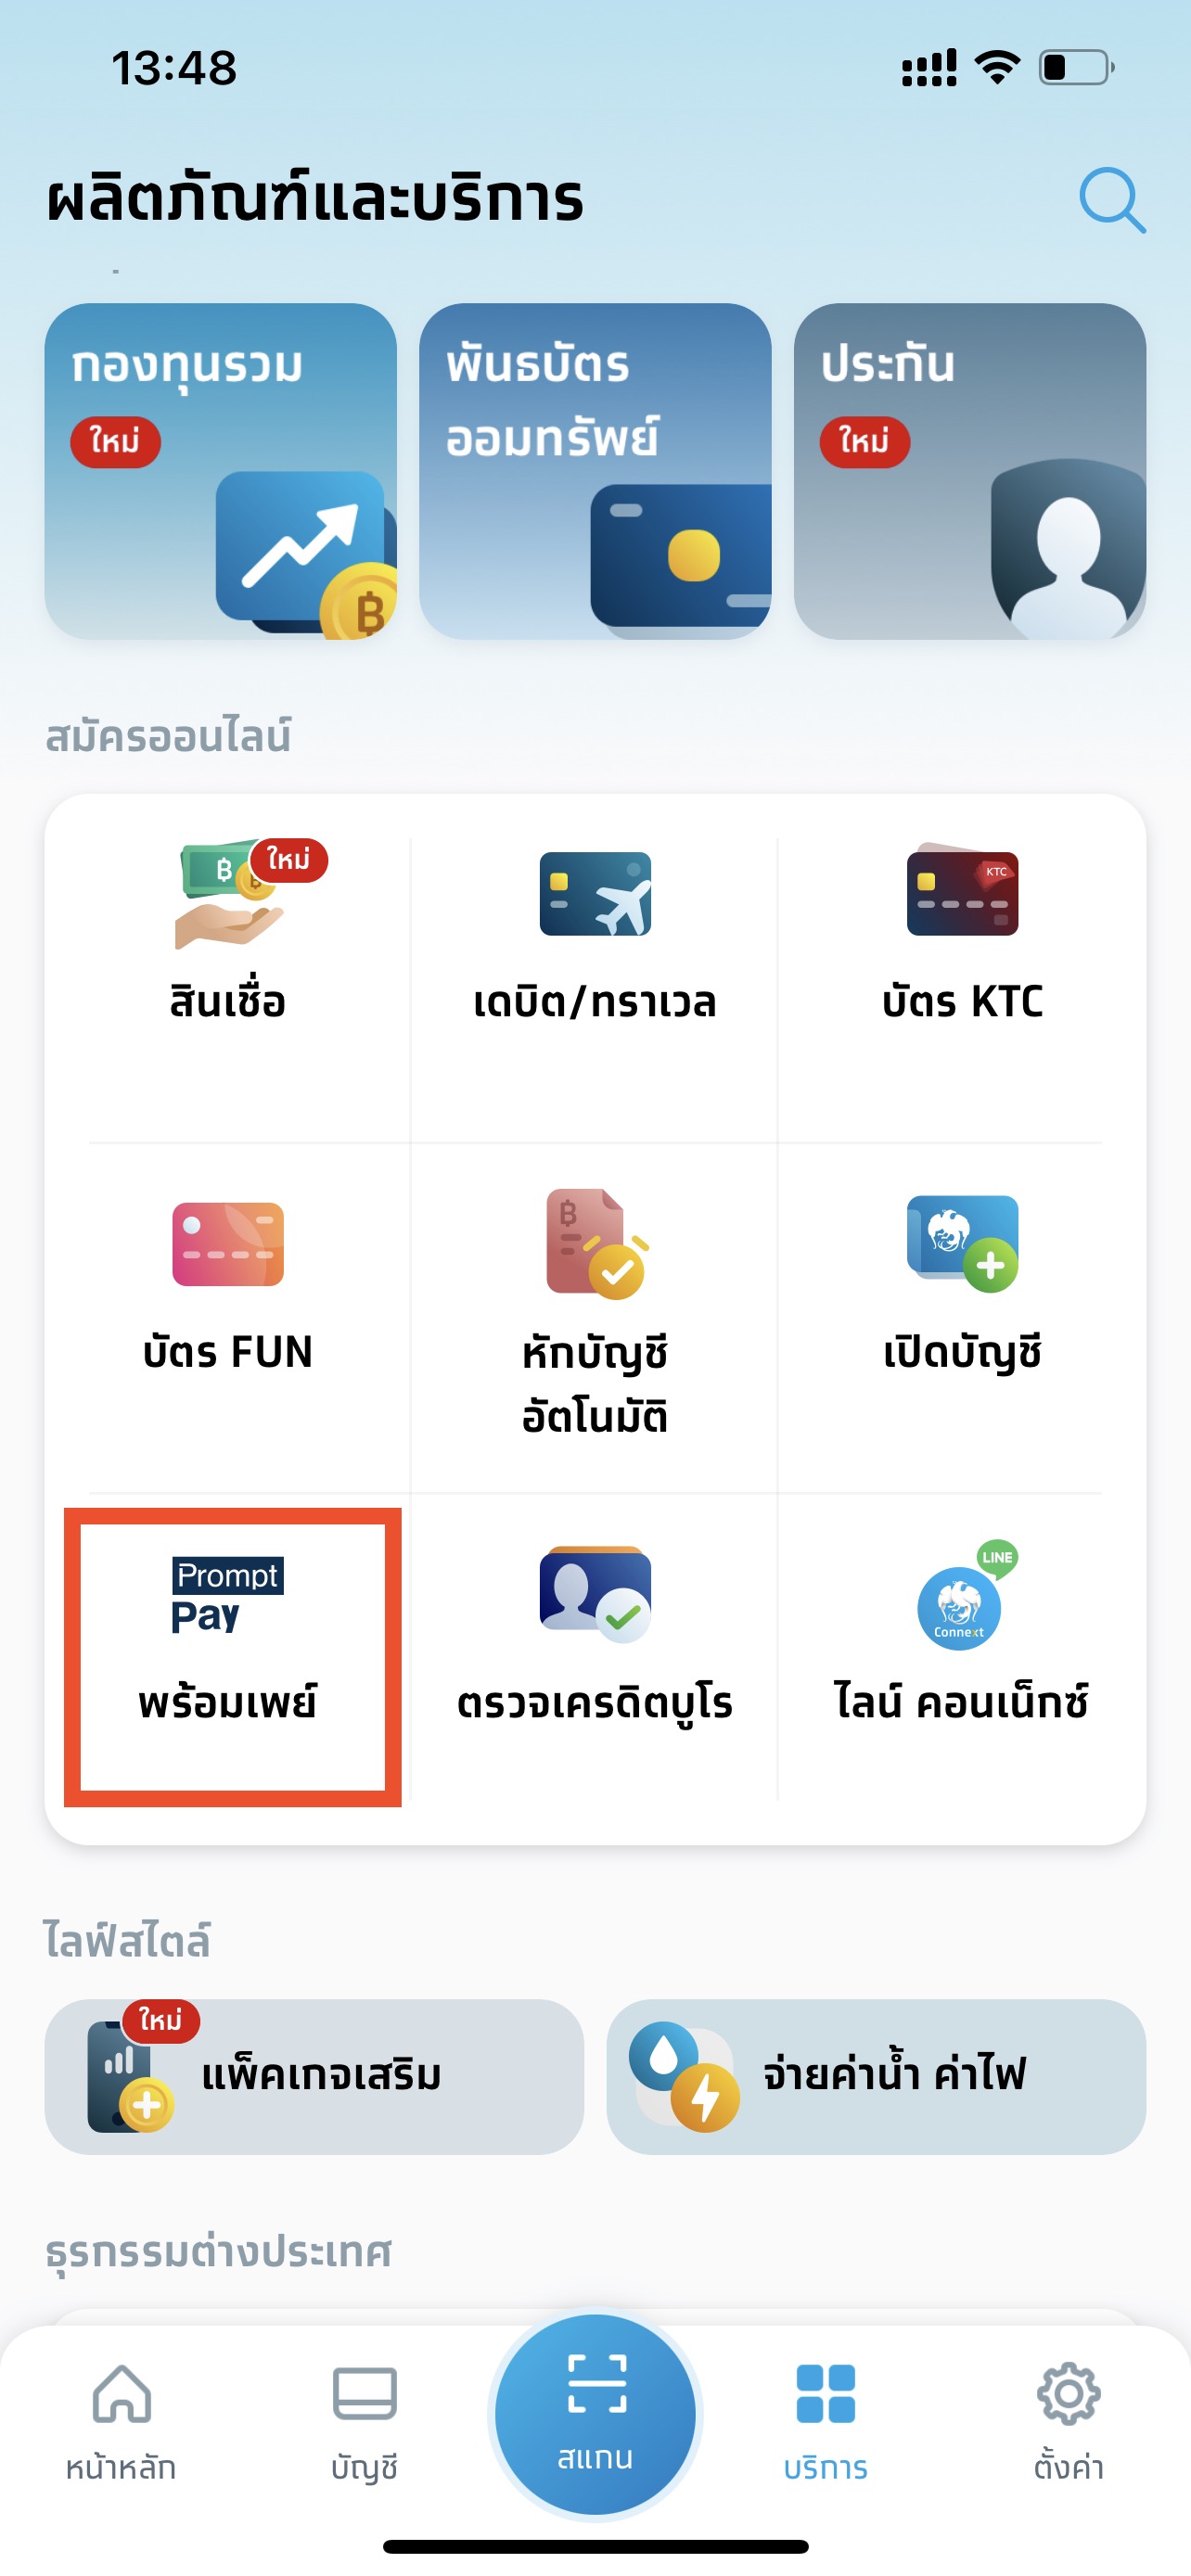 13:48
ผลิตภัณฑ์และบริการ
กองทุนรวม
ใหม่
พันธบัตร
ออมทรัพย์
ประกัน
ใหม่
สมัครออนไลน์
ใหม่
สินเชื่อ
เดบิต/ทราเวล
KTC
บัตร KTC
บัตร FUN
หักบัญชี
อัตโนมัติ
เปิดบัญชี
Prompt
Pay
พร้อมเพย์
ตรวจเครดิตบูโร
LINE
Connext
ไลน์ คอนเน็กซ์
ไลฟ์สไตล์
ใหม่
แพ็คเกจเสริม
จ่ายค่าน้ำ ค่าไฟ
ธุรกรรมต่างประเทศ
หน้าหลัก
บัญชี
สแกน
บริการ
ตั้งค่า